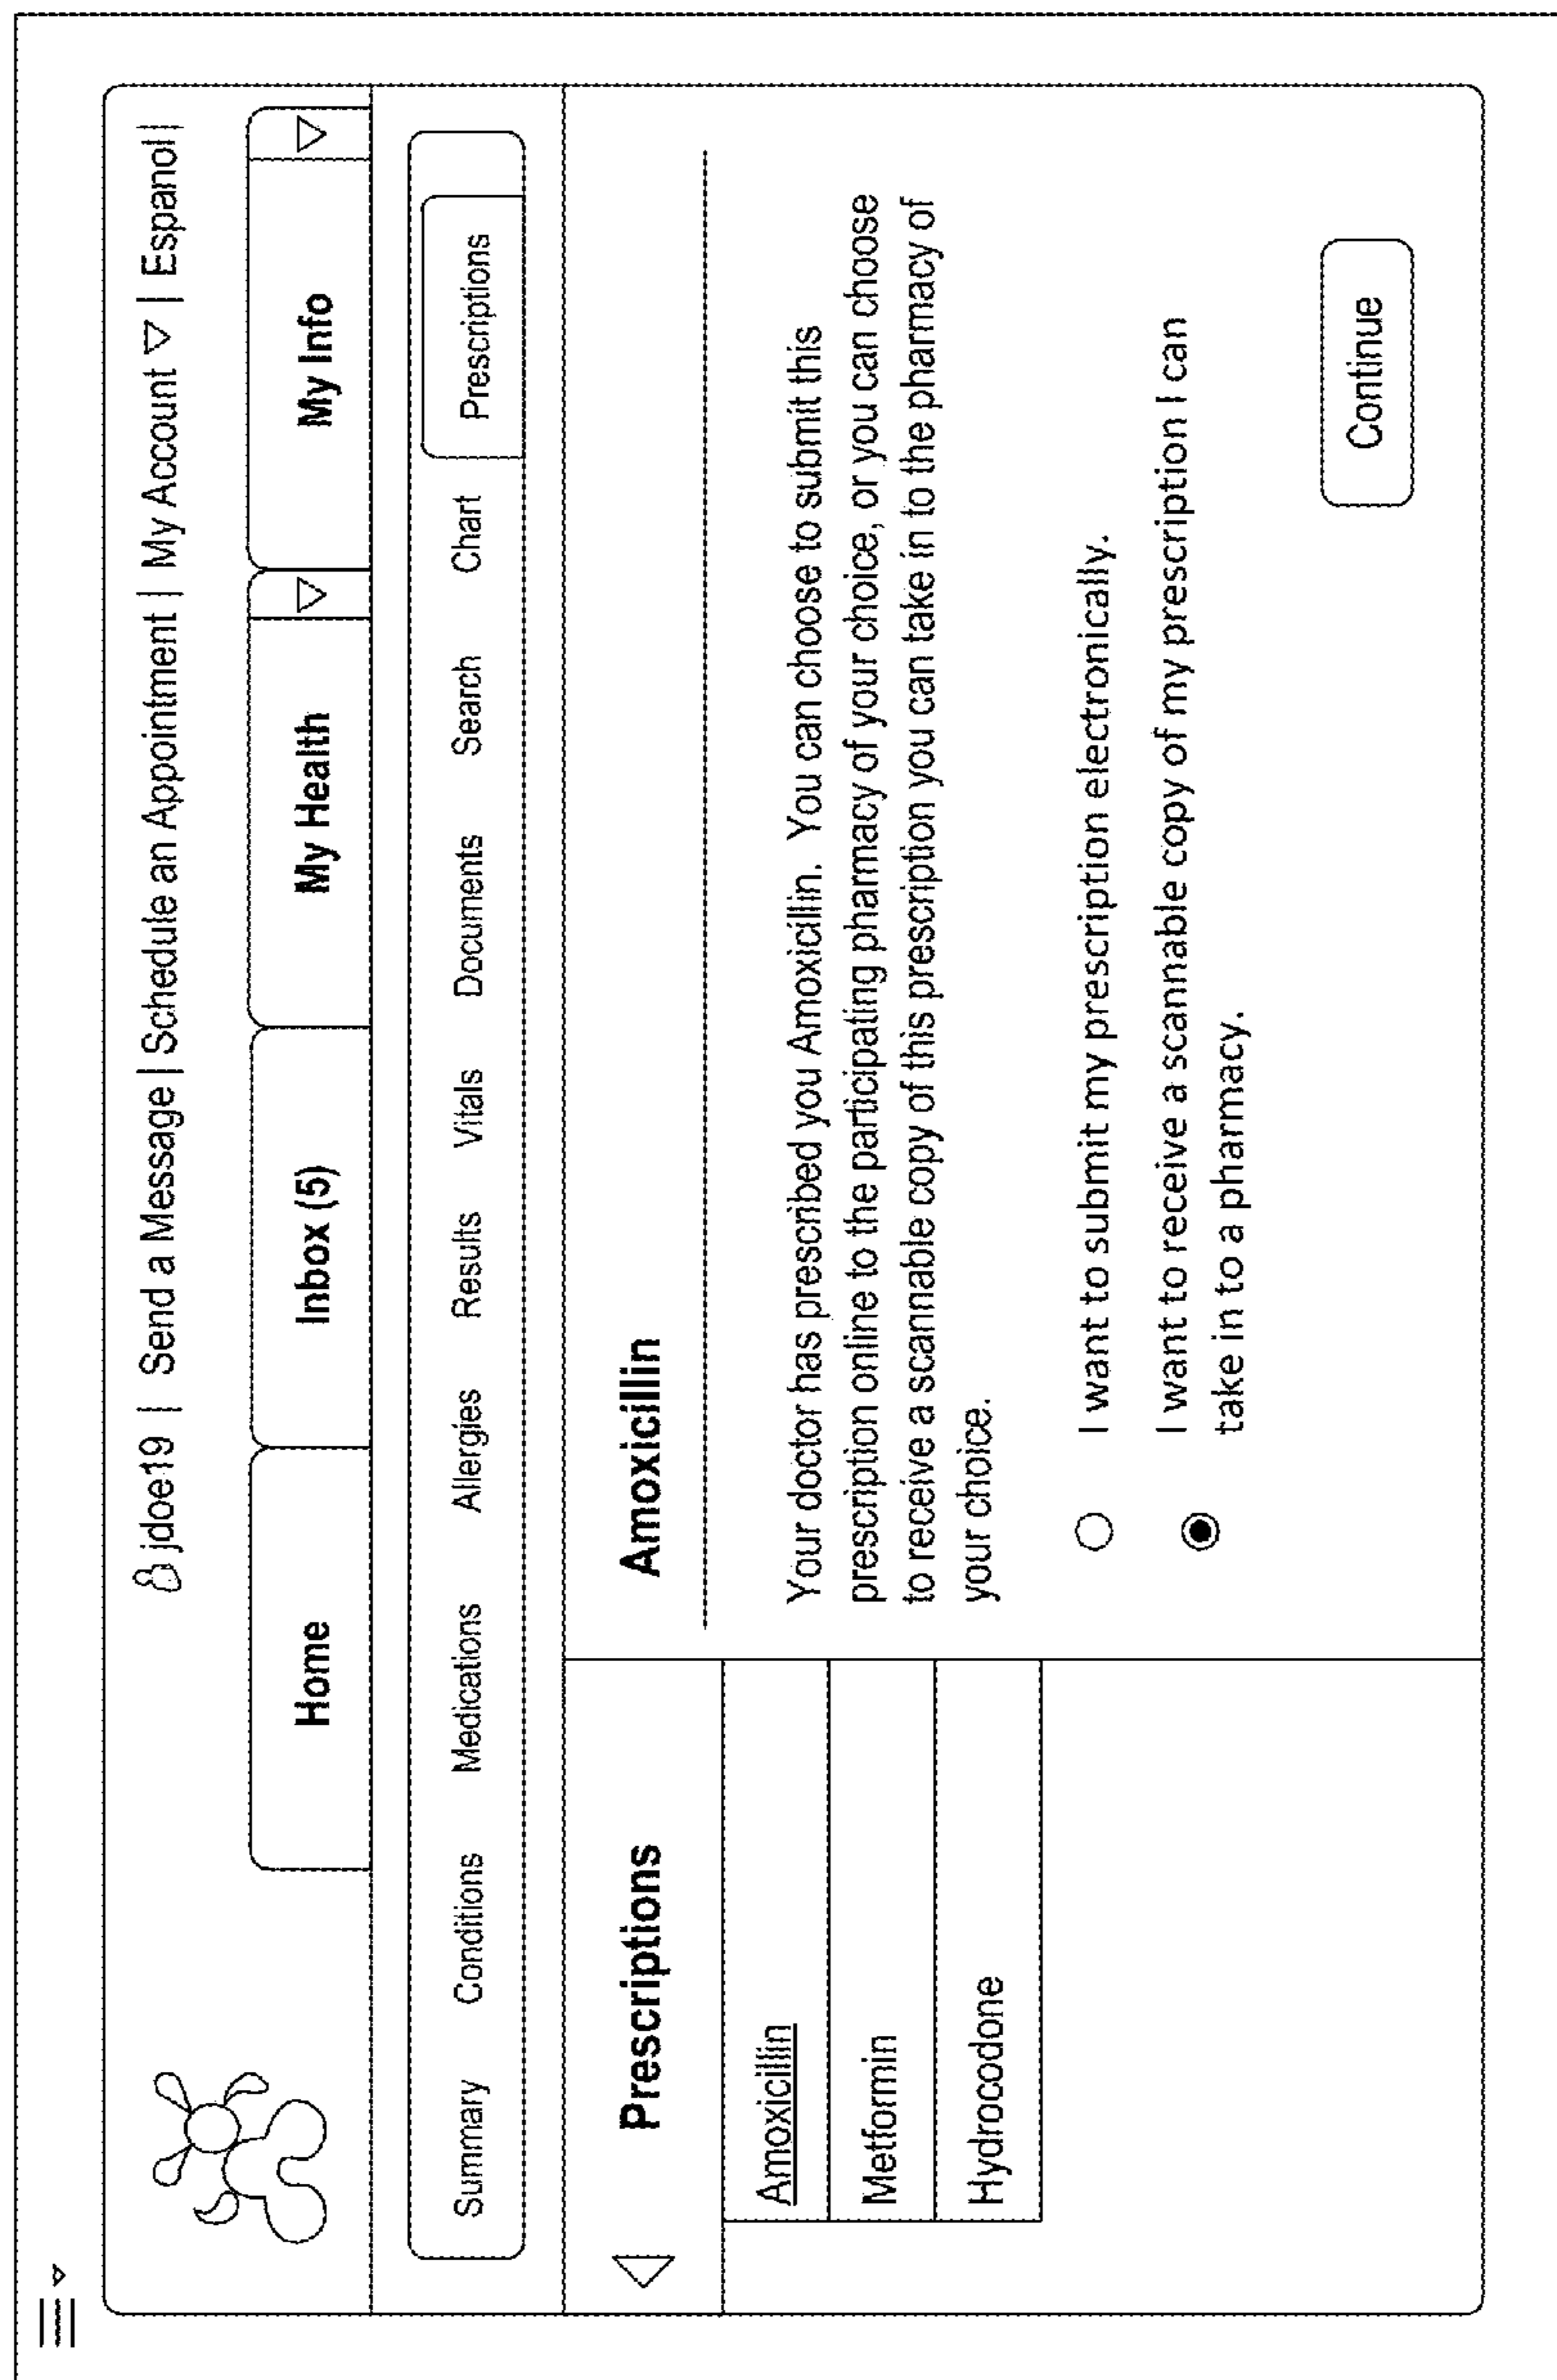 jdoe19 | Send a Message | Schedule an Appointment | My Account ▽ | Espanol |
Home Inbox (5) My Health ▽ My Info ▽
Summary Conditions Medications Allergies Results Vitals Documents Search Chart Prescriptions
Prescriptions
Amoxicillin
Metformin
Hydrocodone
Amoxicillin
Your doctor has prescribed you Amoxicillin. You can choose to submit this
prescription online to the participating pharmacy of your choice, or you can choose
to receive a scannable copy of this prescription you can take in to the pharmacy of
your choice.
I want to submit my prescription electronically.
I want to receive a scannable copy of my prescription I can
take in to a pharmacy.
Continue